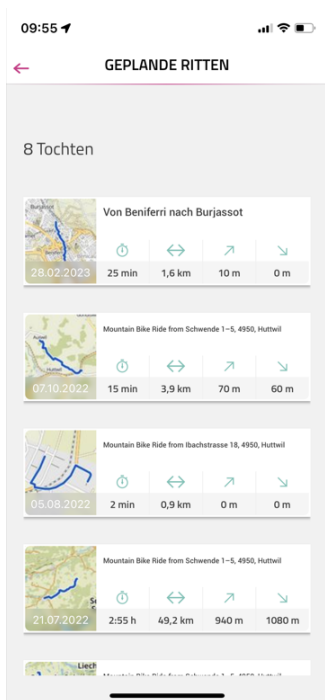 09:55
GEPLANDE RITTEN
8 Tochten
Von Beniferri nach Burjassot
28.02.2023
25 min
1,6 km
10 m
0 m
Mountain Bike Ride from Schwende 1–5, 4950, Huttwil
Huttwil
07.10.2022
15 min
3,9 km
70 m
60 m
Mountain Bike Ride from Ibachstrasse 18, 4950, Huttwil
05.08.2022
2 min
0,9 km
0 m
0 m
Mountain Bike Ride from Schwende 1–5, 4950, Huttwil
21.07.2022
2:55 h
49,2 km
940 m
1080 m
Liech